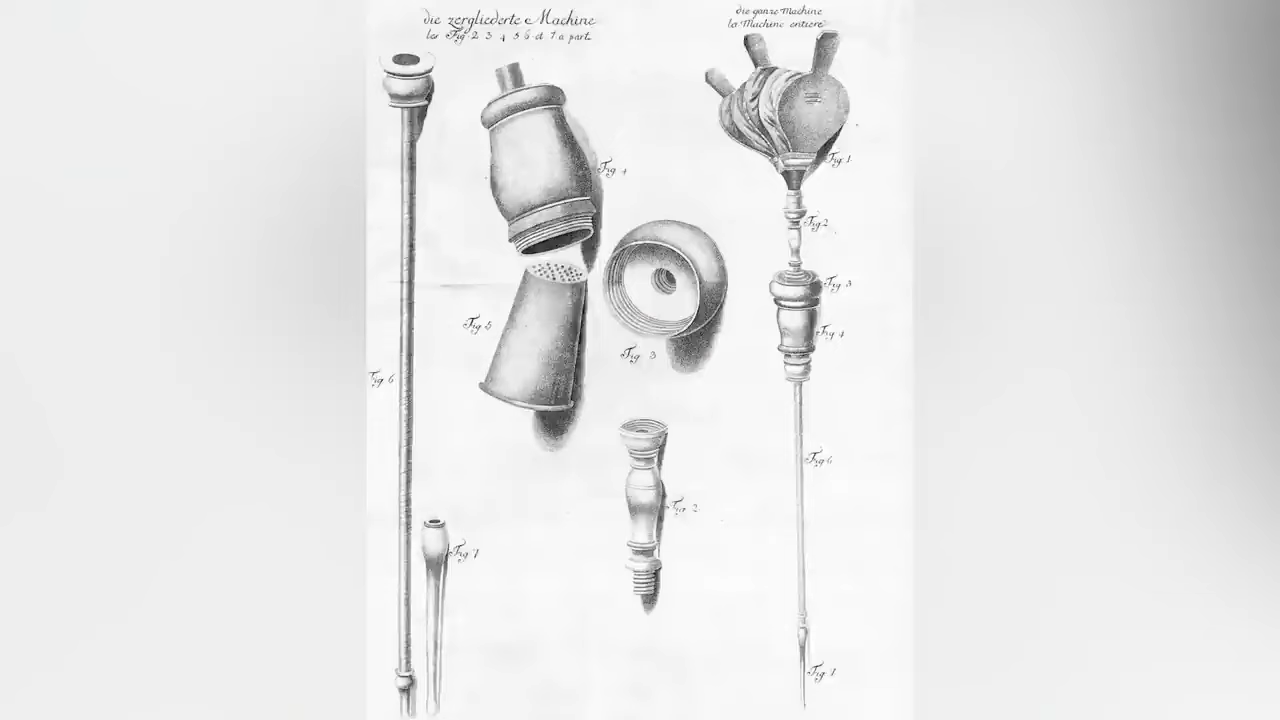 die zergliederte Machine
les Fig. 2 3 4 5 6 et 7 a part.
die ganze Machine
la Machine entiere
Fig 1.
Fig 4
Fig 2
Fig 3
Fig 5
Fig 4
Fig 3
Fig 6
Fig 6
Fig 2
Fig 7
Fig 7